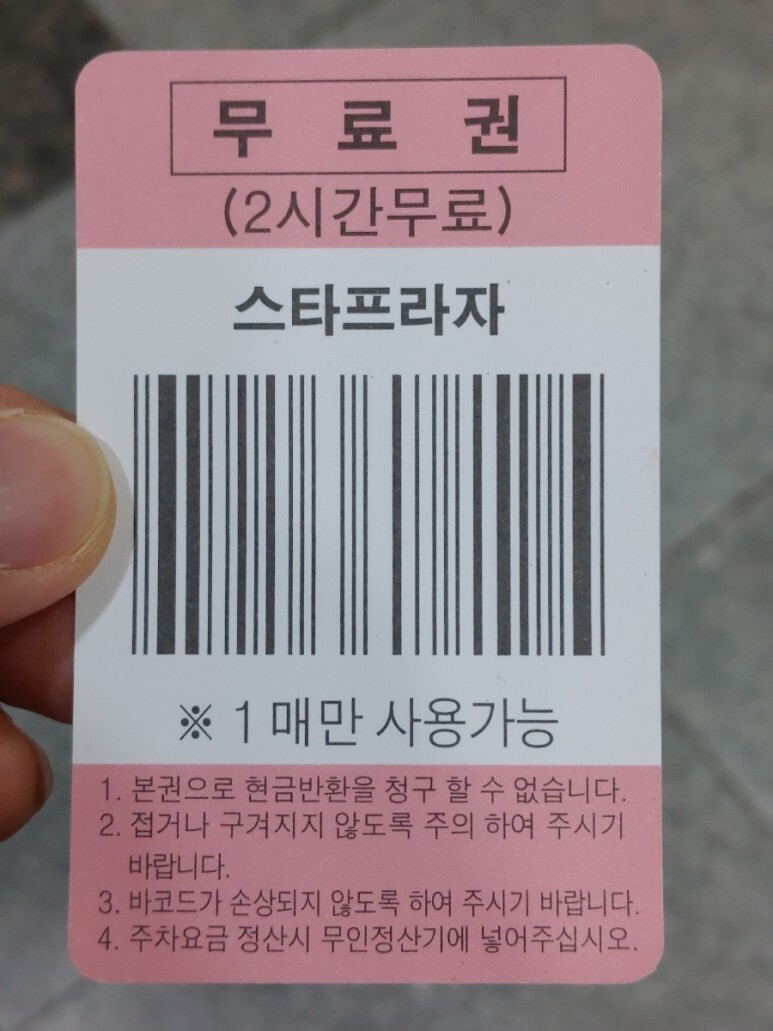 무 료 권
(2시간무료)
스타프라자
※ 1 매만 사용가능
1. 본권으로 현금반환을 청구 할 수 없습니다.
2. 접거나 구겨지지 않도록 주의 하여 주시기
바랍니다.
3. 바코드가 손상되지 않도록 하여 주시기 바랍니다.
4. 주차요금 정산시 무인정산기에 넣어주십시오.